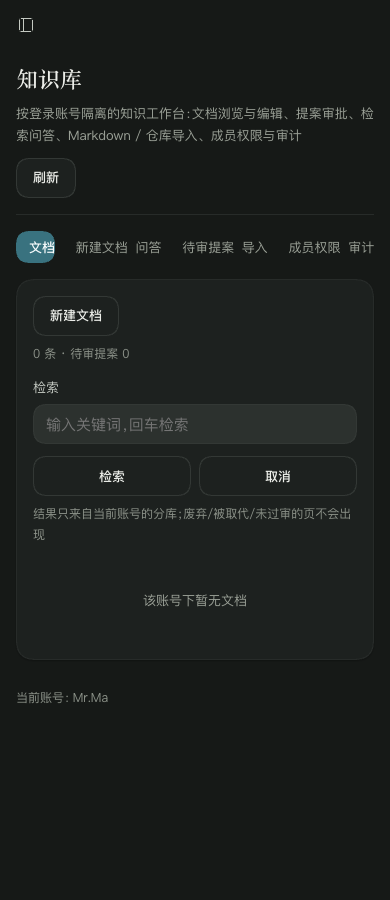 知识库
按登录账号隔离的知识工作台:文档浏览与编辑、提案审批、检
索问答、Markdown / 仓库导入、成员权限与审计
刷新
文档 新建文档 问答 待审提案 导入 成员权限 审计
新建文档
0 条 · 待审提案 0
检索
输入关键词,回车检索
检索 取消
结果只来自当前账号的分库;废弃/被取代/未过审的页不会出
现
该账号下暂无文档
当前账号: Mr.Ma